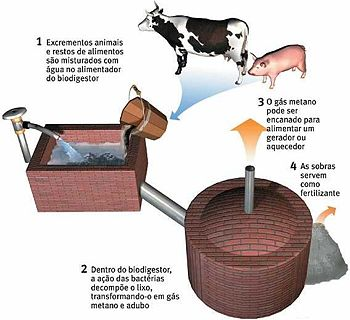 1 Excrementos animais
e restos de alimentos
são misturados com
água no alimentador
do biodigestor
3 O gás metano
pode ser
encanado para
alimentar um
gerador ou
aquecedor
4 As sobras
servem
como
fertilizante
2 Dentro do biodigestor,
a ação das bactérias
decompõe o lixo,
transformando-o em gás
metano e adubo